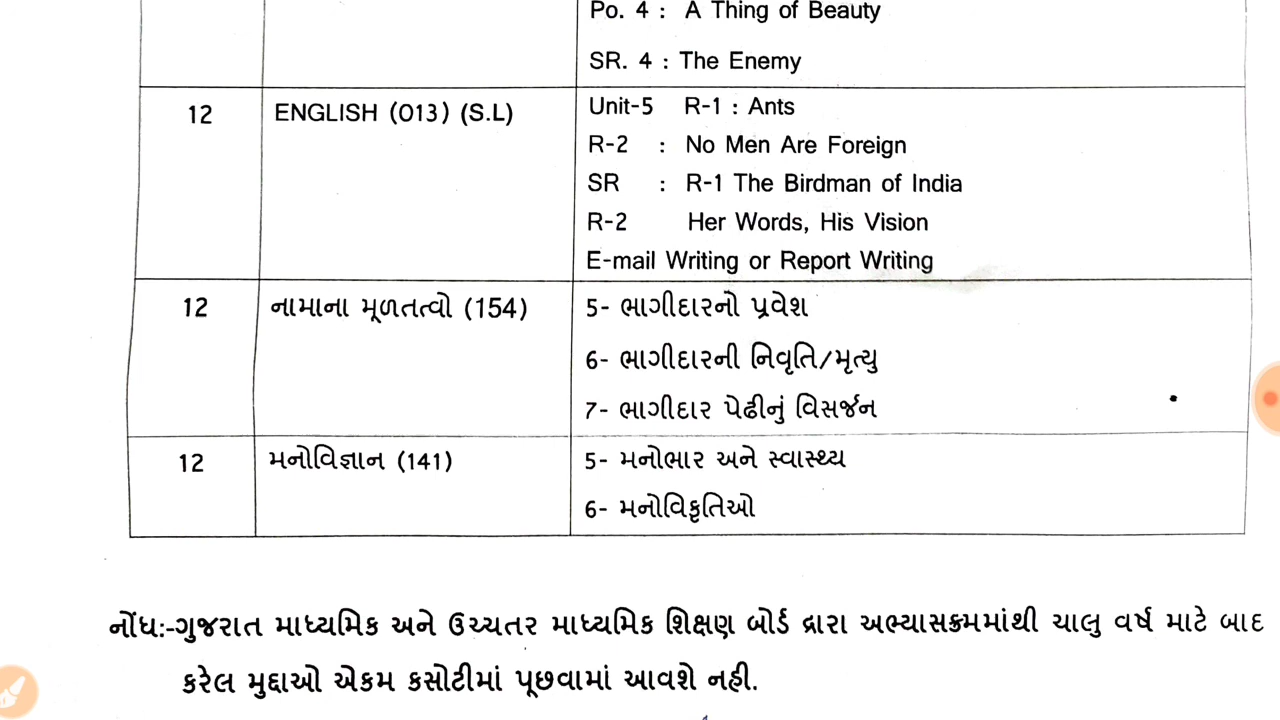 Po. 4 : A Thing of Beauty
SR. 4 : The Enemy
12 ENGLISH (013) (S.L) Unit-5 R-1 : Ants
R-2 : No Men Are Foreign
SR : R-1 The Birdman of India
R-2 Her Words, His Vision
E-mail Writing or Report Writing
12 નામાના મૂળતત્વો (154) 5- ભાગીદારનો પ્રવેશ
6- ભાગીદારની નિવૃતિ/મૃત્યુ
7- ભાગીદાર પેઢીનું વિસર્જન
12 મનોવિજ્ઞાન (141) 5- મનોભાર અને સ્વાસ્થ્ય
6- મનોવિકૃતિઓ
નોંધ:-ગુજરાત માધ્યમિક અને ઉચ્ચતર માધ્યમિક શિક્ષણ બોર્ડ દ્રારા અભ્યાસક્રમમાંથી ચાલુ વર્ષ માટે બાદ
કરેલ મુદ્દાઓ એકમ કસોટીમાં પૂછવામાં આવશે નહી.